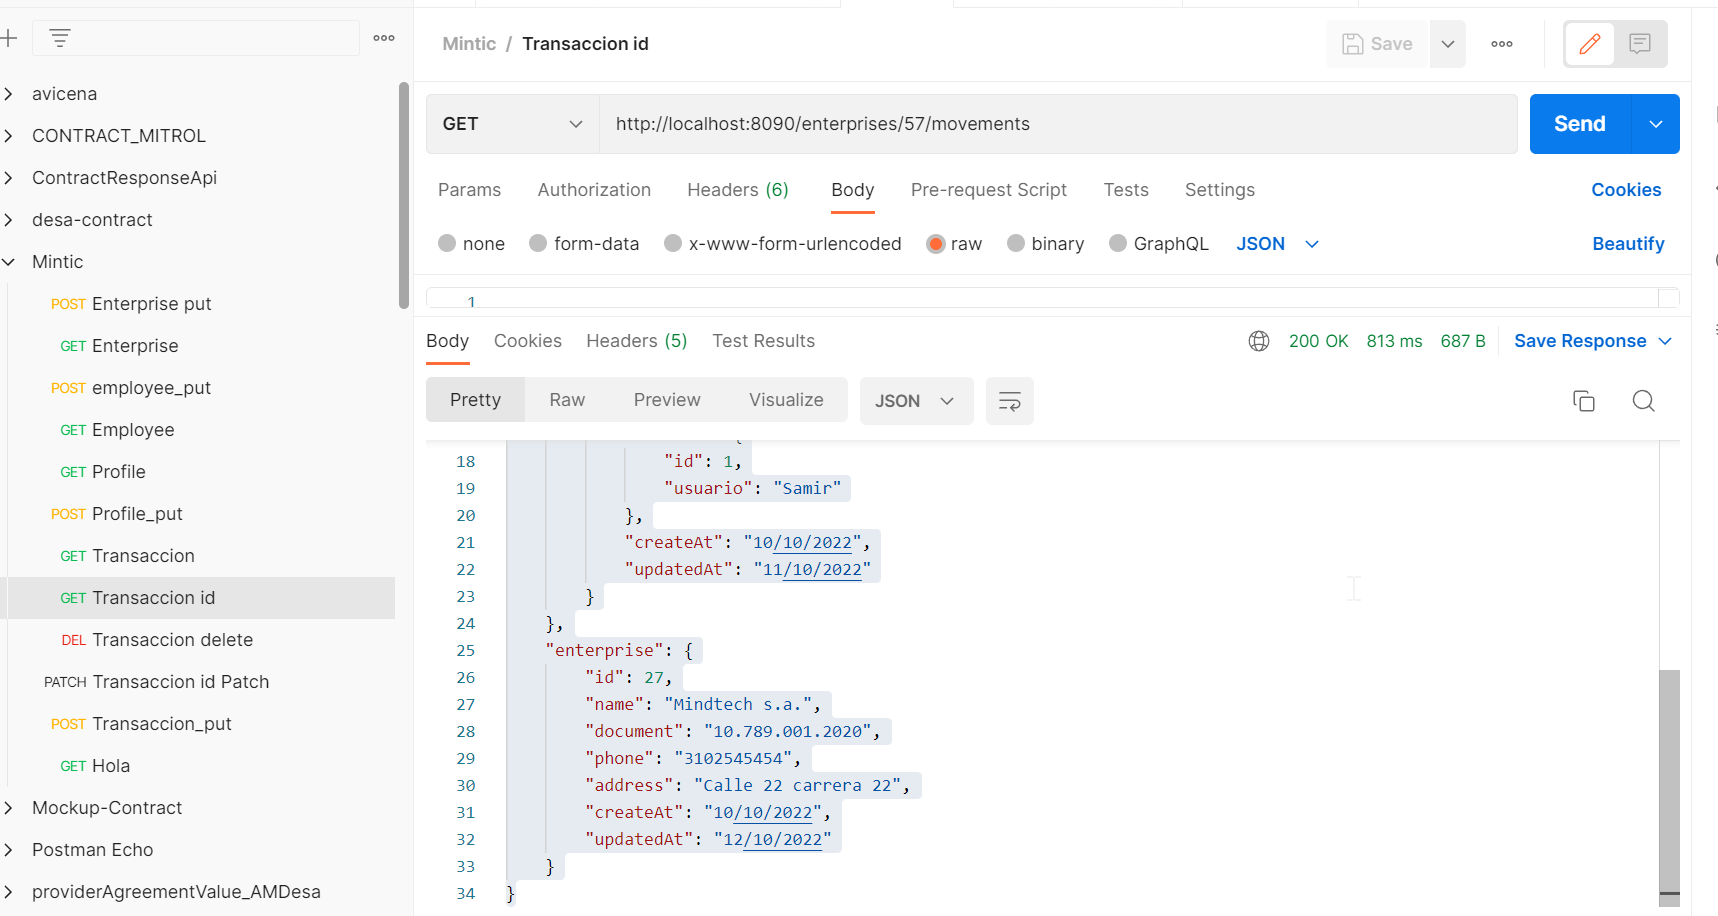 Mintic / Transaccion id
Save
avicena
CONTRACT_MITROL
ContractResponseApi
desa-contract
Mintic
POST Enterprise put
GET Enterprise
POST employee_put
GET Employee
GET Profile
POST Profile_put
GET Transaccion
GET Transaccion id
DEL Transaccion delete
PATCH Transaccion id Patch
POST Transaccion_put
GET Hola
Mockup-Contract
Postman Echo
providerAgreementValue_AMDesa
GET http://localhost:8090/enterprises/57/movements Send
Params Authorization Headers (6) Body Pre-request Script Tests Settings Cookies
none form-data x-www-form-urlencoded raw binary GraphQL JSON Beautify
1
Body Cookies Headers (5) Test Results 200 OK 813 ms 687 B Save Response
Pretty Raw Preview Visualize JSON
18 "id": 1,
19 "usuario": "Samir"
20 },
21 "createAt": "10/10/2022",
22 "updatedAt": "11/10/2022"
23 }
24 },
25 "enterprise": {
26 "id": 27,
27 "name": "Mindtech s.a.",
28 "document": "10.789.001.2020",
29 "phone": "3102545454",
30 "address": "Calle 22 carrera 22",
31 "createAt": "10/10/2022",
32 "updatedAt": "12/10/2022"
33 }
34 }